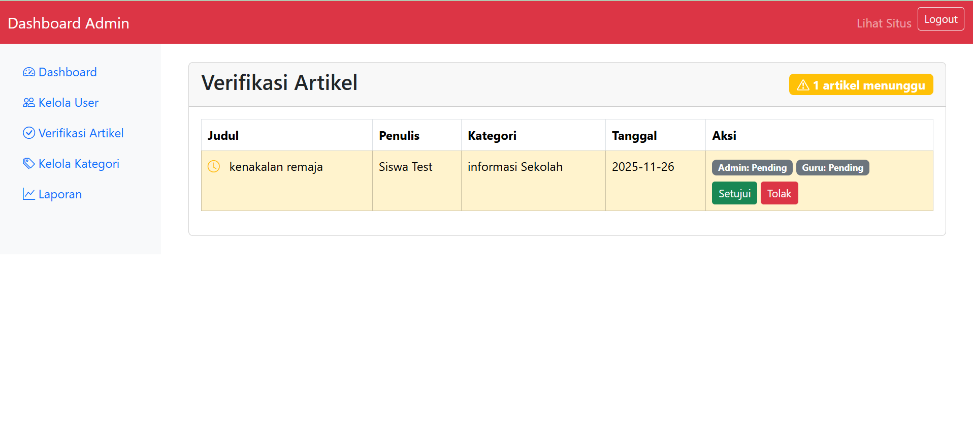 Dashboard Admin
Lihat Situs
Logout
Dashboard
Kelola User
Verifikasi Artikel
Kelola Kategori
Laporan
Verifikasi Artikel
1 artikel menunggu
Judul Penulis Kategori Tanggal Aksi
kenakalan remaja Siswa Test informasi Sekolah 2025-11-26 Admin: Pending Guru: Pending
Setujui Tolak